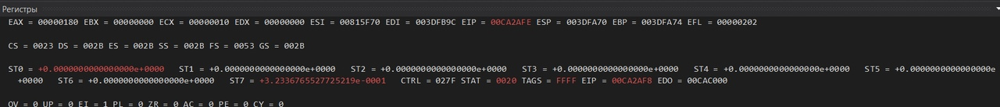 Регистры
EAX = 00000180 EBX = 00000000 ECX = 00000010 EDX = 00000000 ESI = 00815F70 EDI = 003DFB9C EIP = 00CA2AFE ESP = 003DFA70 EBP = 003DFA74 EFL = 00000202
CS = 0023 DS = 002B ES = 002B SS = 002B FS = 0053 GS = 002B
ST0 = +0.0000000000000000e+0000 ST1 = +0.0000000000000000e+0000 ST2 = +0.0000000000000000e+0000 ST3 = +0.0000000000000000e+0000 ST4 = +0.0000000000000000e+0000 ST5 = +0.0000000000000000e
+0000 ST6 = +0.0000000000000000e+0000 ST7 = +3.2336765527725219e-0001 CTRL = 027F STAT = 0020 TAGS = FFFF EIP = 00CA2AF8 EDO = 00CAC000
OV = 0 UP = 0 EI = 1 PL = 0 ZR = 0 AC = 0 PE = 0 CY = 0